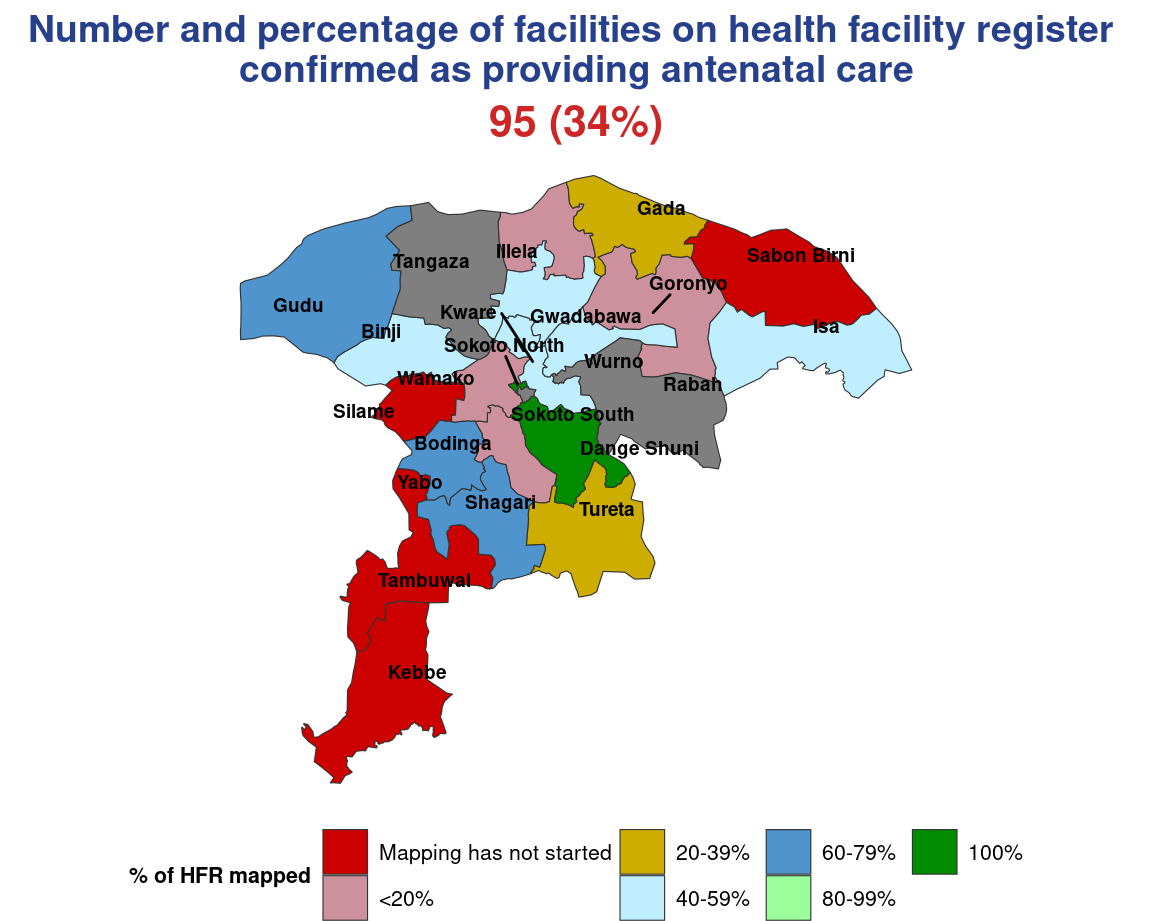 Number and percentage of facilities on health facility register
confirmed as providing antenatal care
95 (34%)
Gada
Illela
Sabon Birni
Tangaza
Goronyo
Gudu
Kware
Gwadabawa
Isa
Binji
Sokoto North
Wurno
Wamako
Rabah
Silame
Sokoto South
Bodinga
Dange Shuni
Yabo
Shagari
Tureta
Tambuwal
Kebbe
% of HFR mapped
Mapping has not started
<20%
20-39%
40-59%
60-79%
80-99%
100%